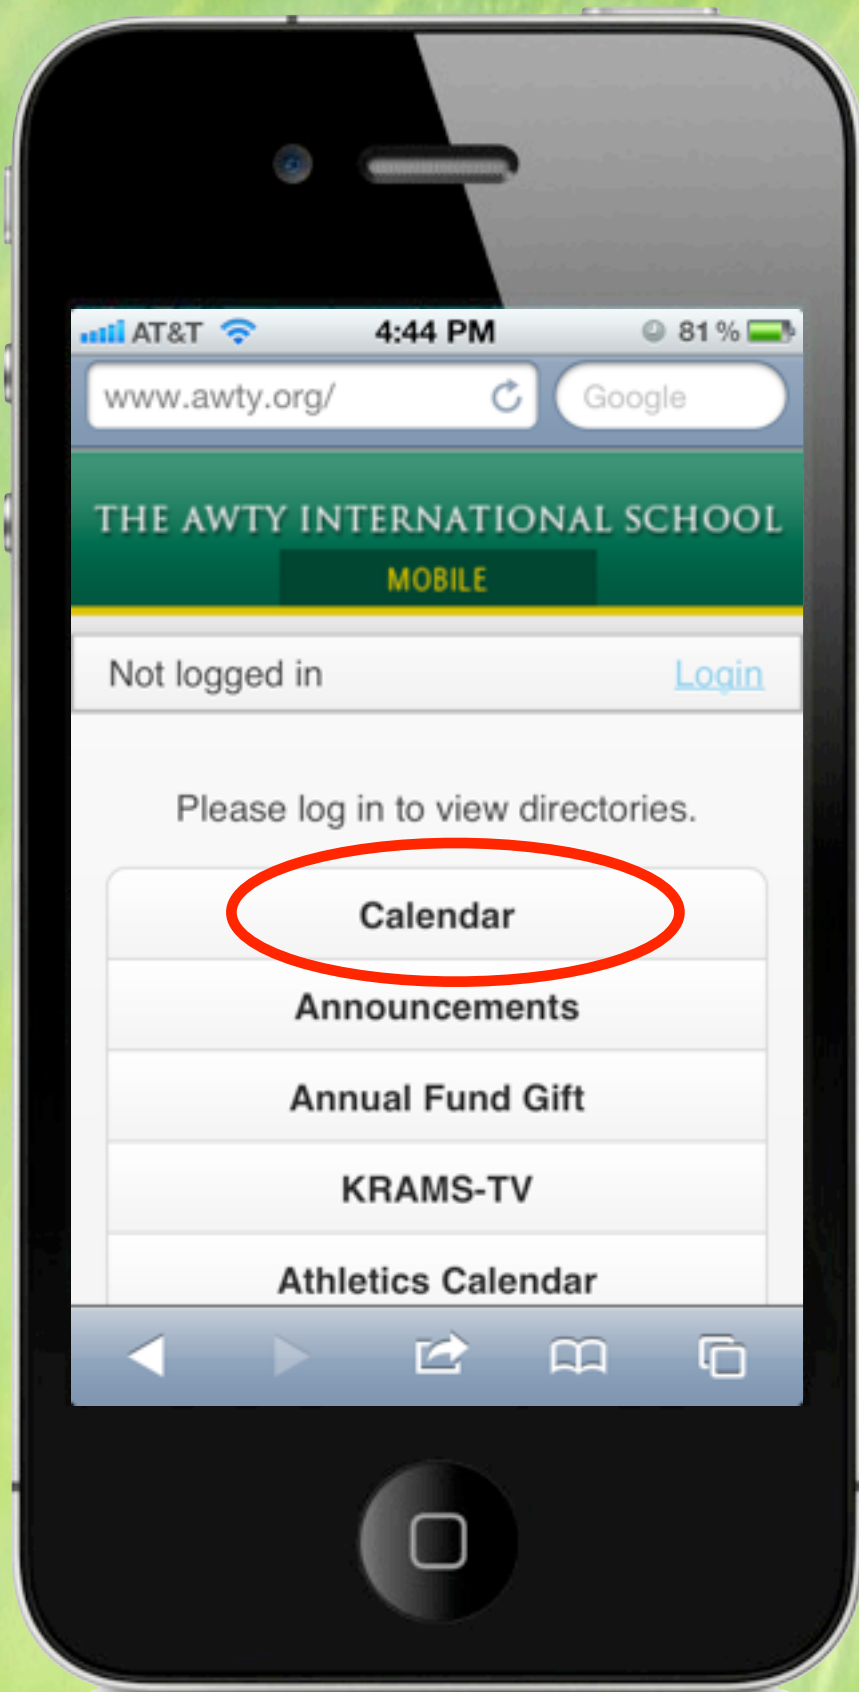 AT&T 4:44 PM 81%
www.awty.org/ Google
THE AWTY INTERNATIONAL SCHOOL
MOBILE
Not logged in Login
Please log in to view directories.
Calendar
Announcements
Annual Fund Gift
KRAMS-TV
Athletics Calendar